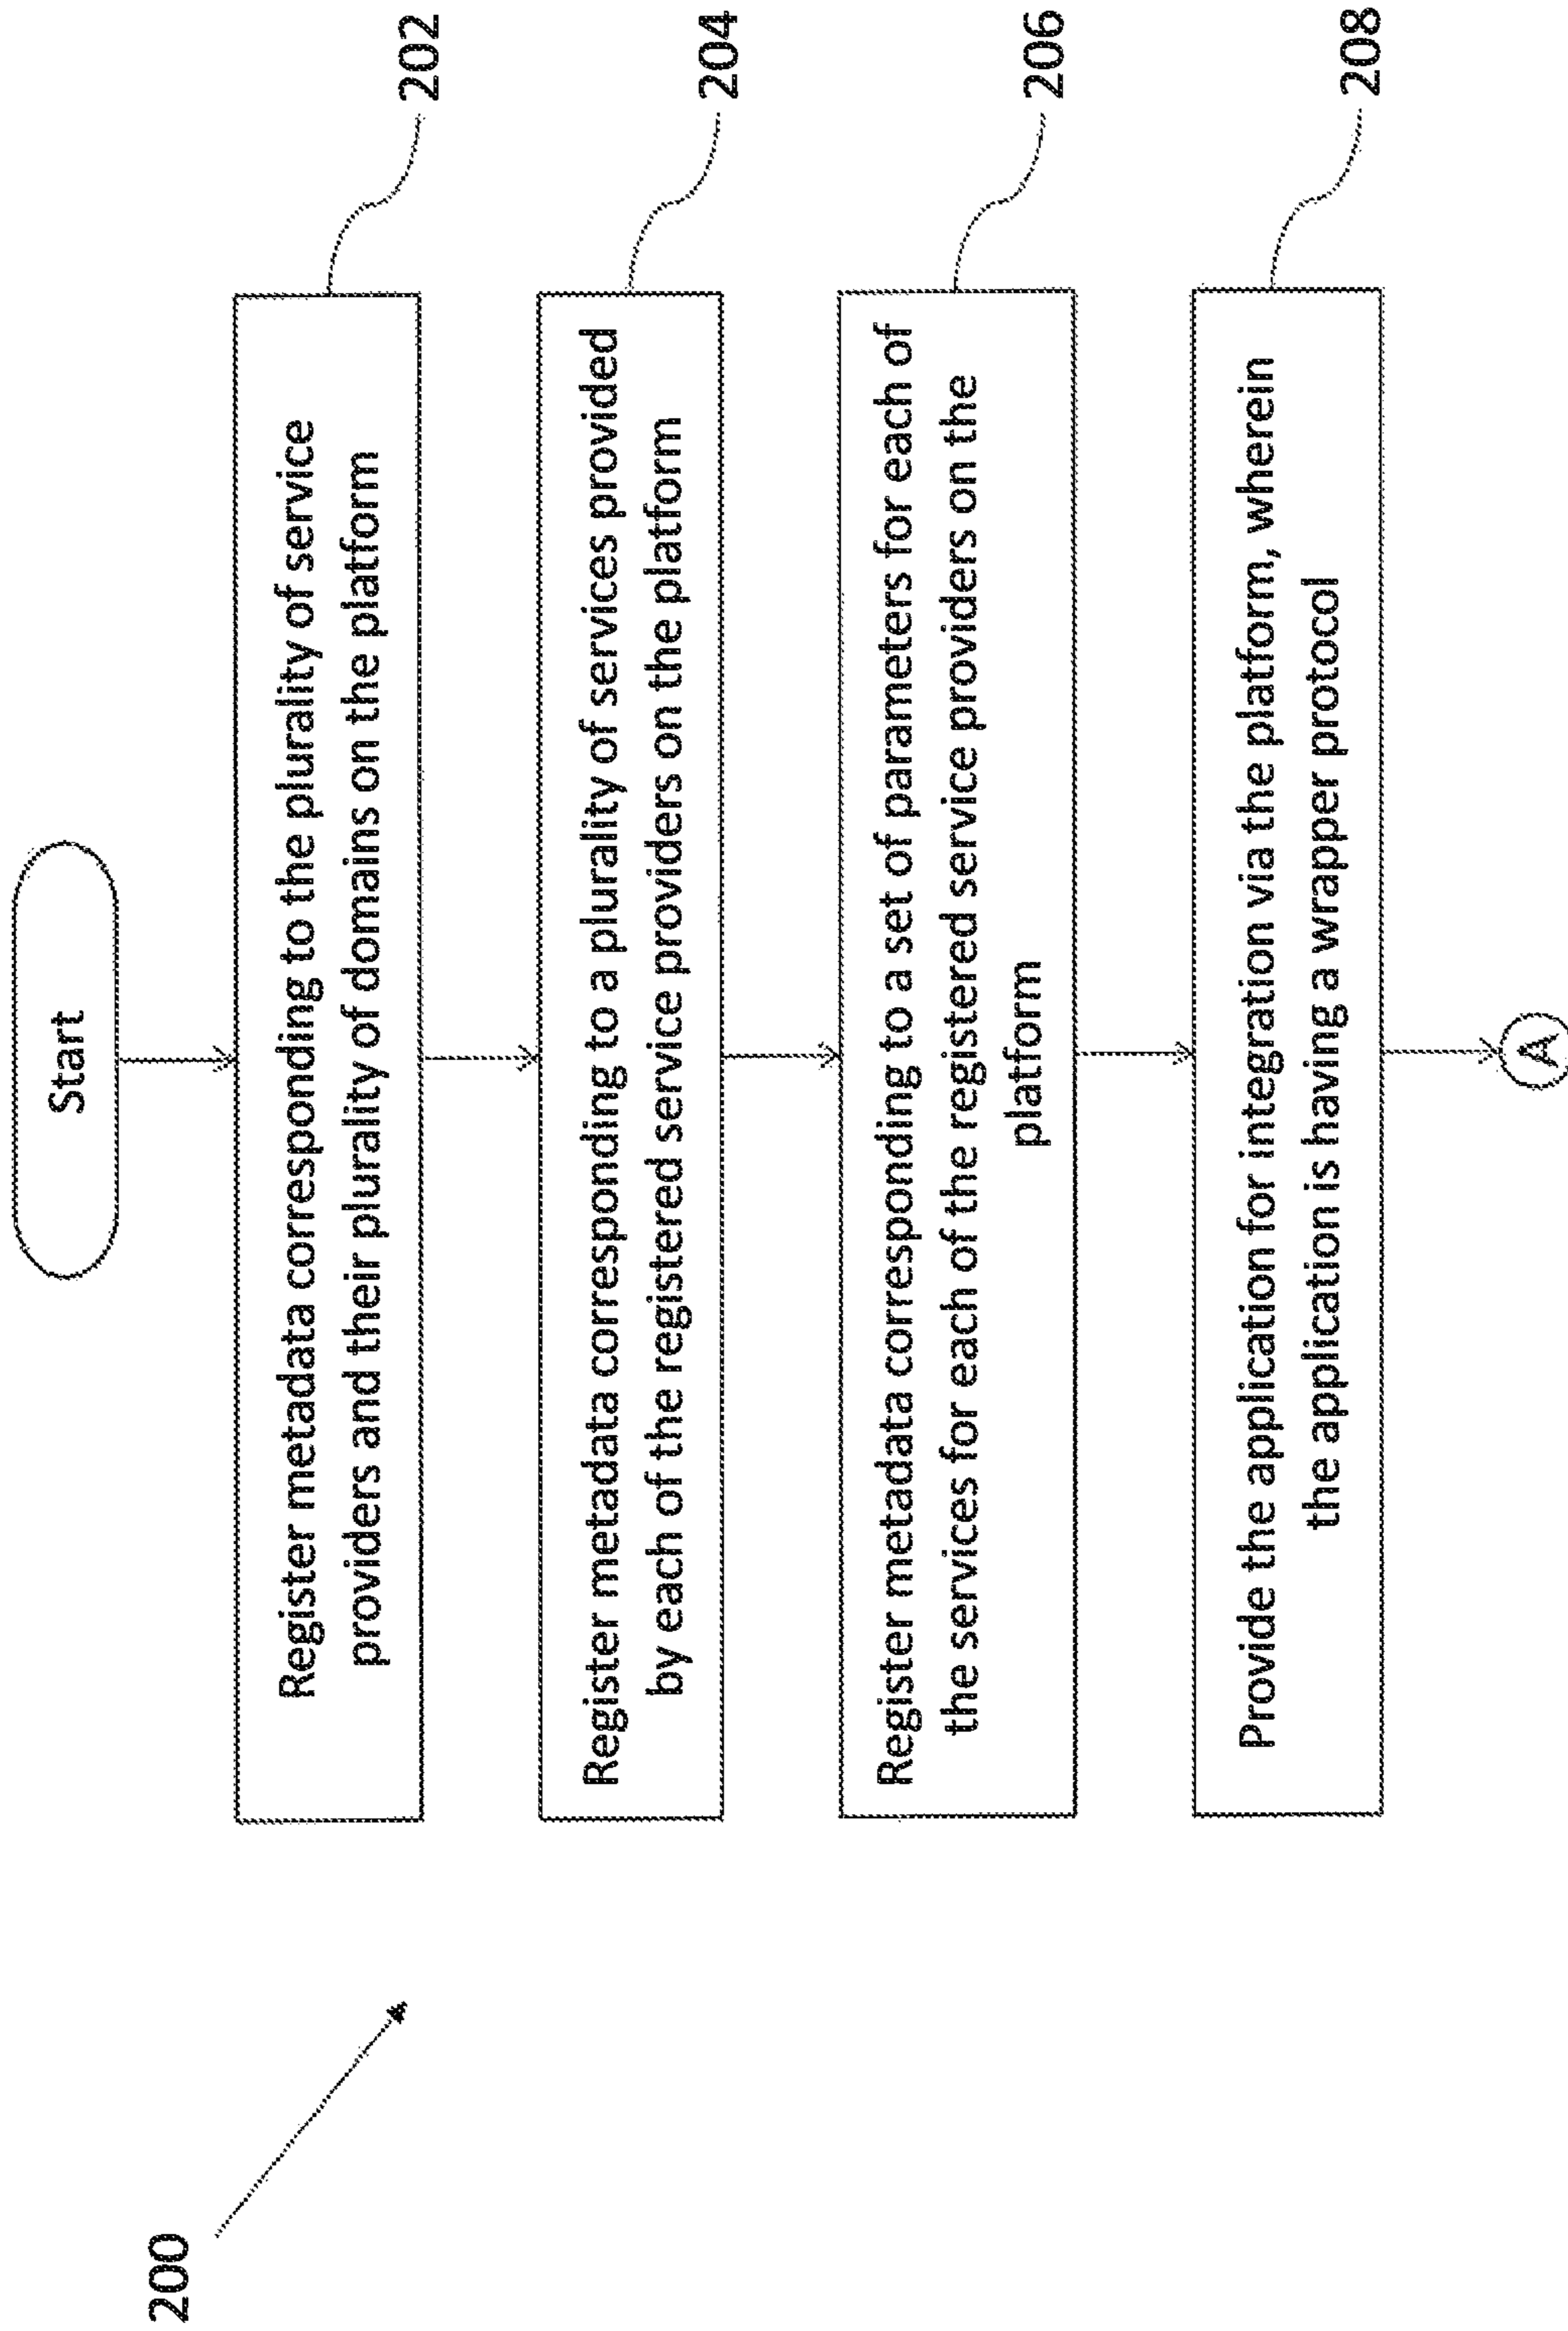 200
Start
Register metadata corresponding to the plurality of service
providers and their plurality of domains on the platform
202
Register metadata corresponding to a plurality of services provided
by each of the registered service providers on the platform
204
Register metadata corresponding to a set of parameters for each of
the services for each of the registered service providers on the
platform
206
Provide the application for integration via the platform, wherein
the application is having a wrapper protocol
208
A